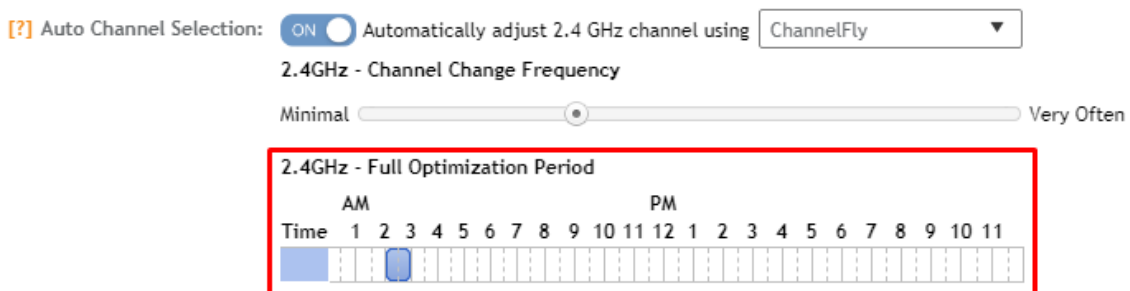 [?] Auto Channel Selection: ON Automatically adjust 2.4 GHz channel using ChannelFly
2.4GHz - Channel Change Frequency
Minimal Very Often
2.4GHz - Full Optimization Period
AM PM
Time 1 2 3 4 5 6 7 8 9 10 11 12 1 2 3 4 5 6 7 8 9 10 11